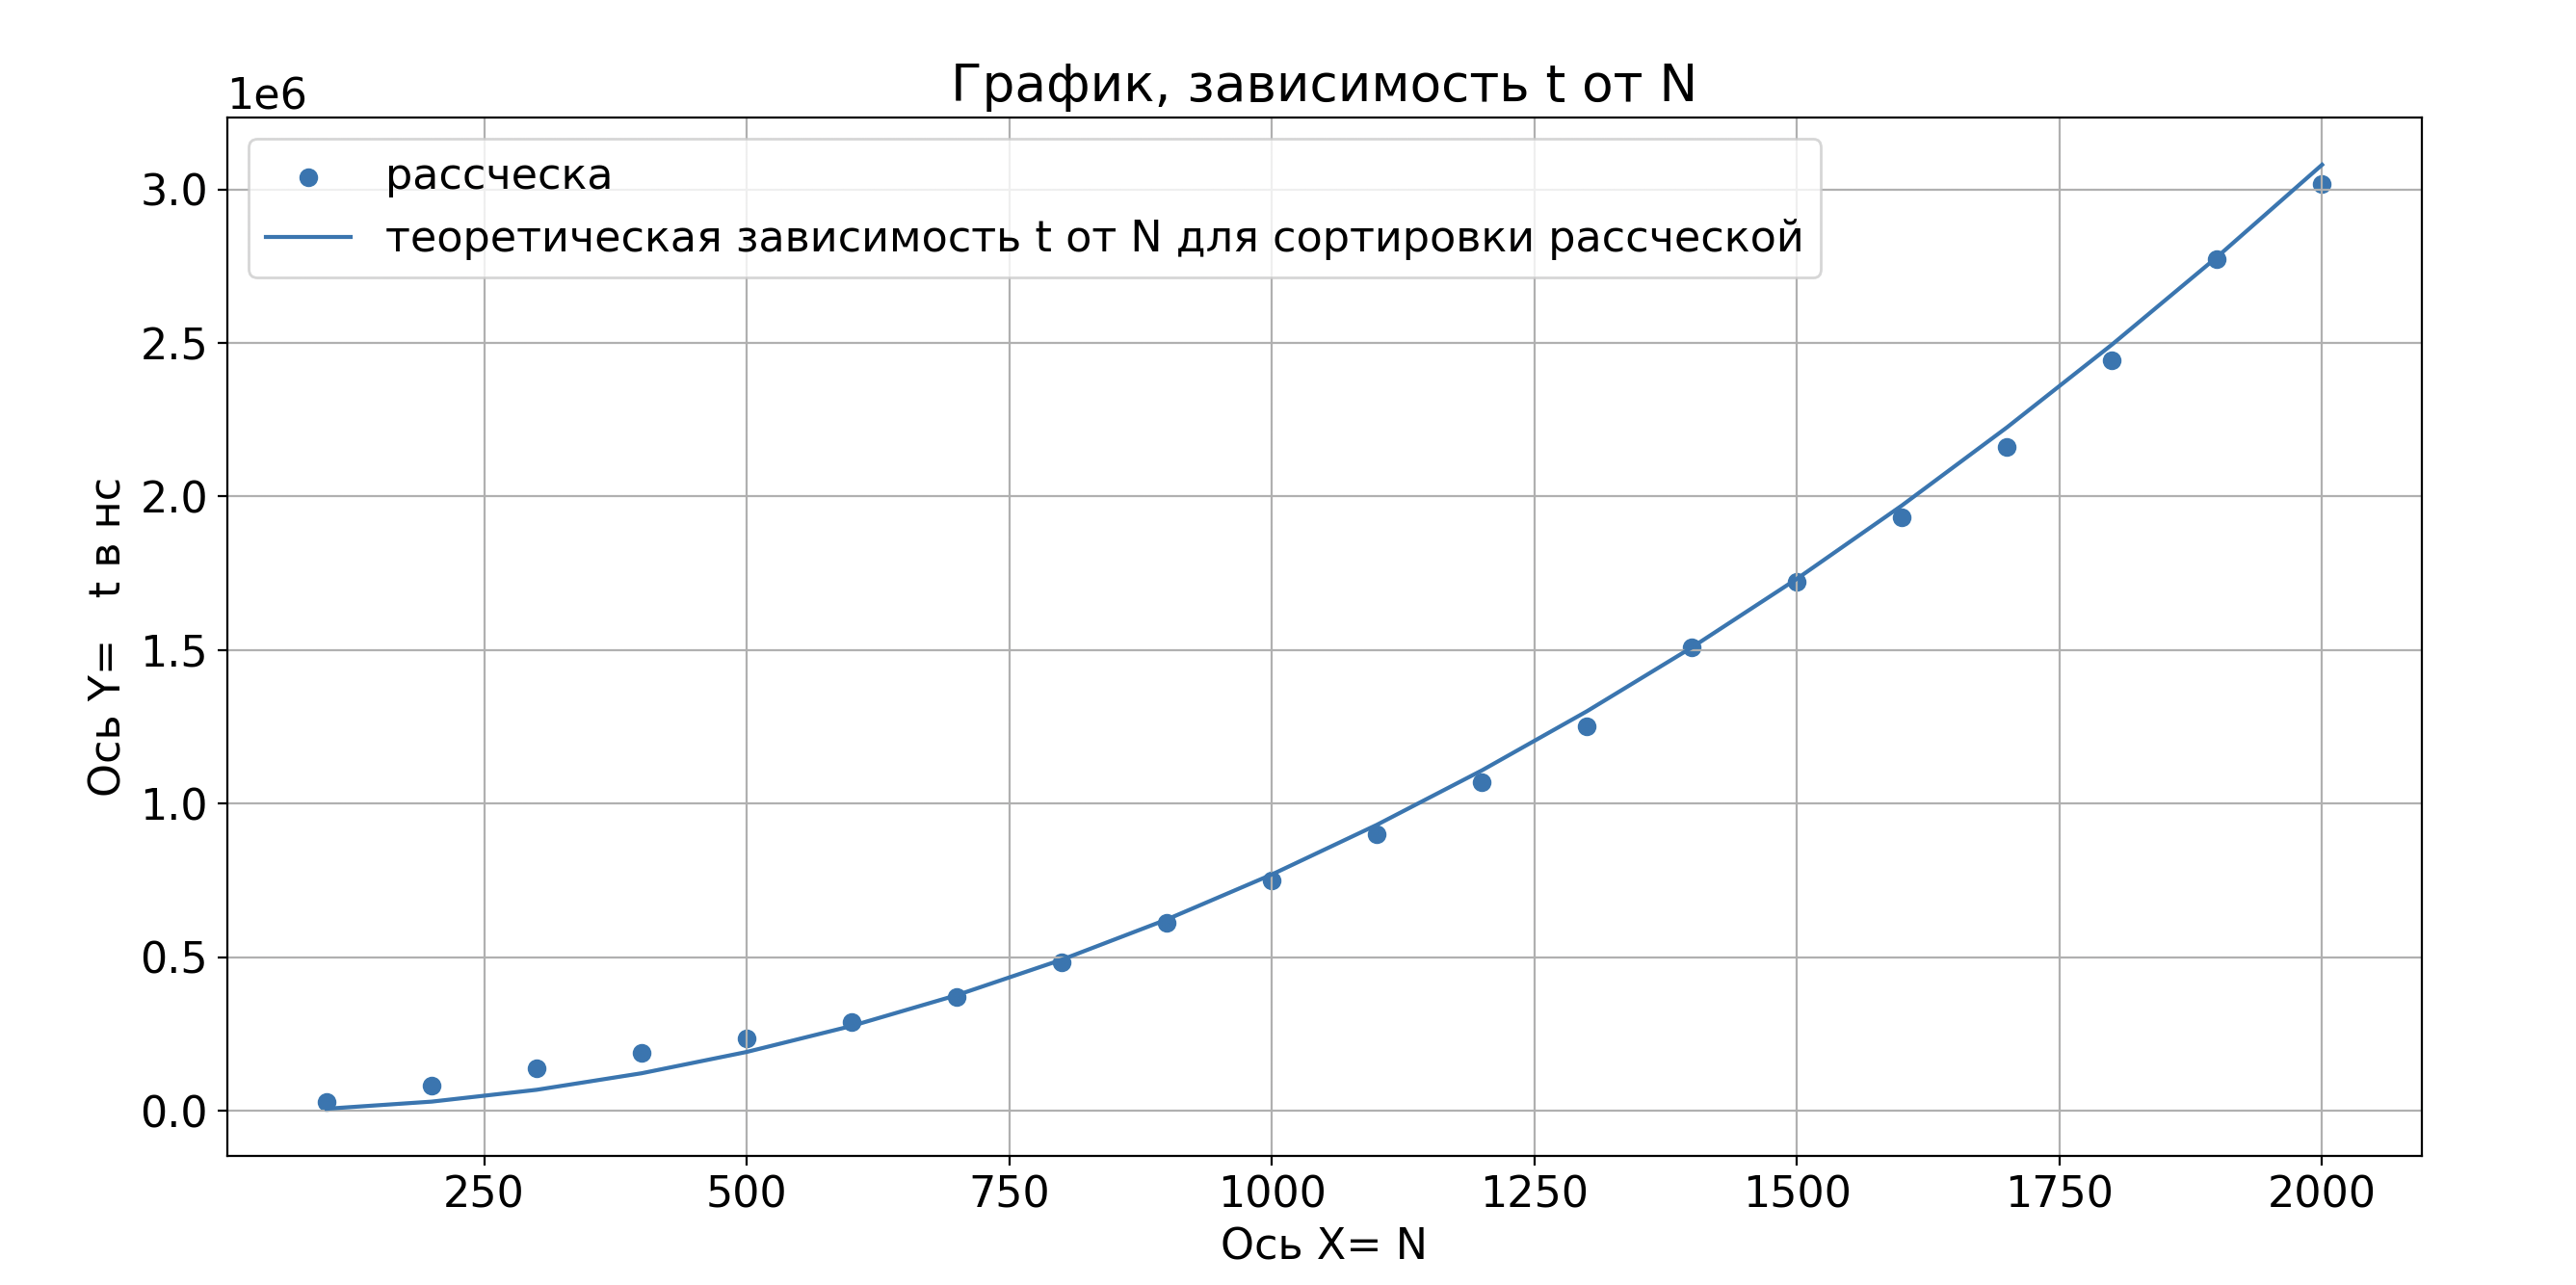 График, зависимость t от N
1e6
рассческа
теоретическая зависимость t от N для сортировки рассческой
3.0
2.5
2.0
1.5
1.0
0.5
0.0
Ось Y=  t в нс
250 500 750 1000 1250 1500 1750 2000
Ось X= N